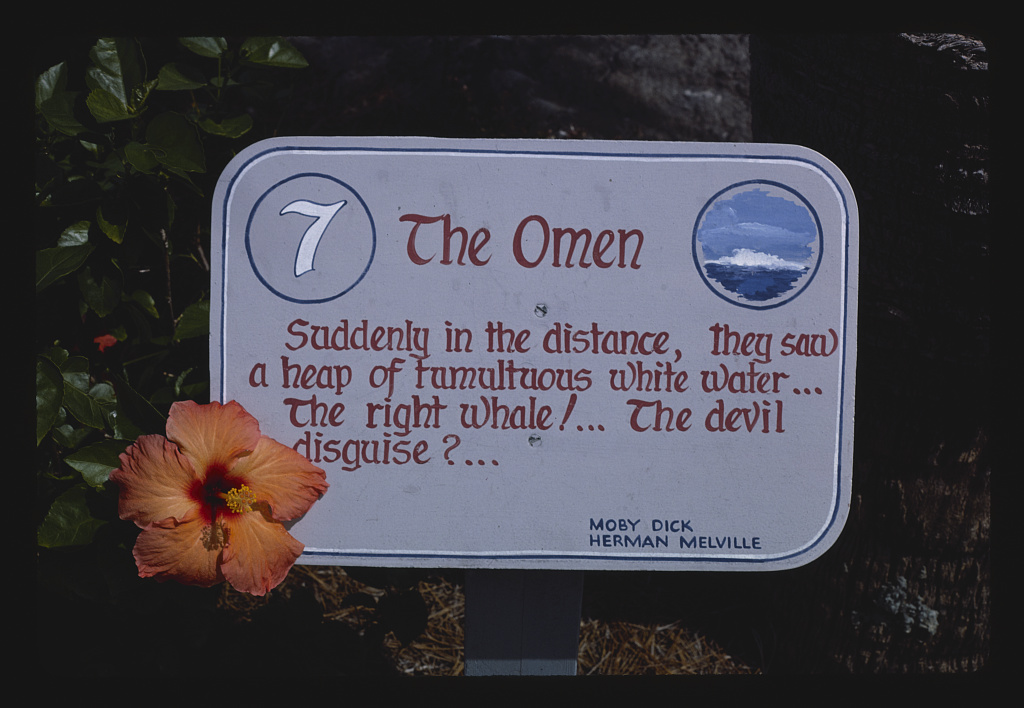 7
The Omen
Suddenly in the distance, they saw
a heap of tumultuous white water...
The right whale!... The devil
disguise?...
MOBY DICK
HERMAN MELVILLE